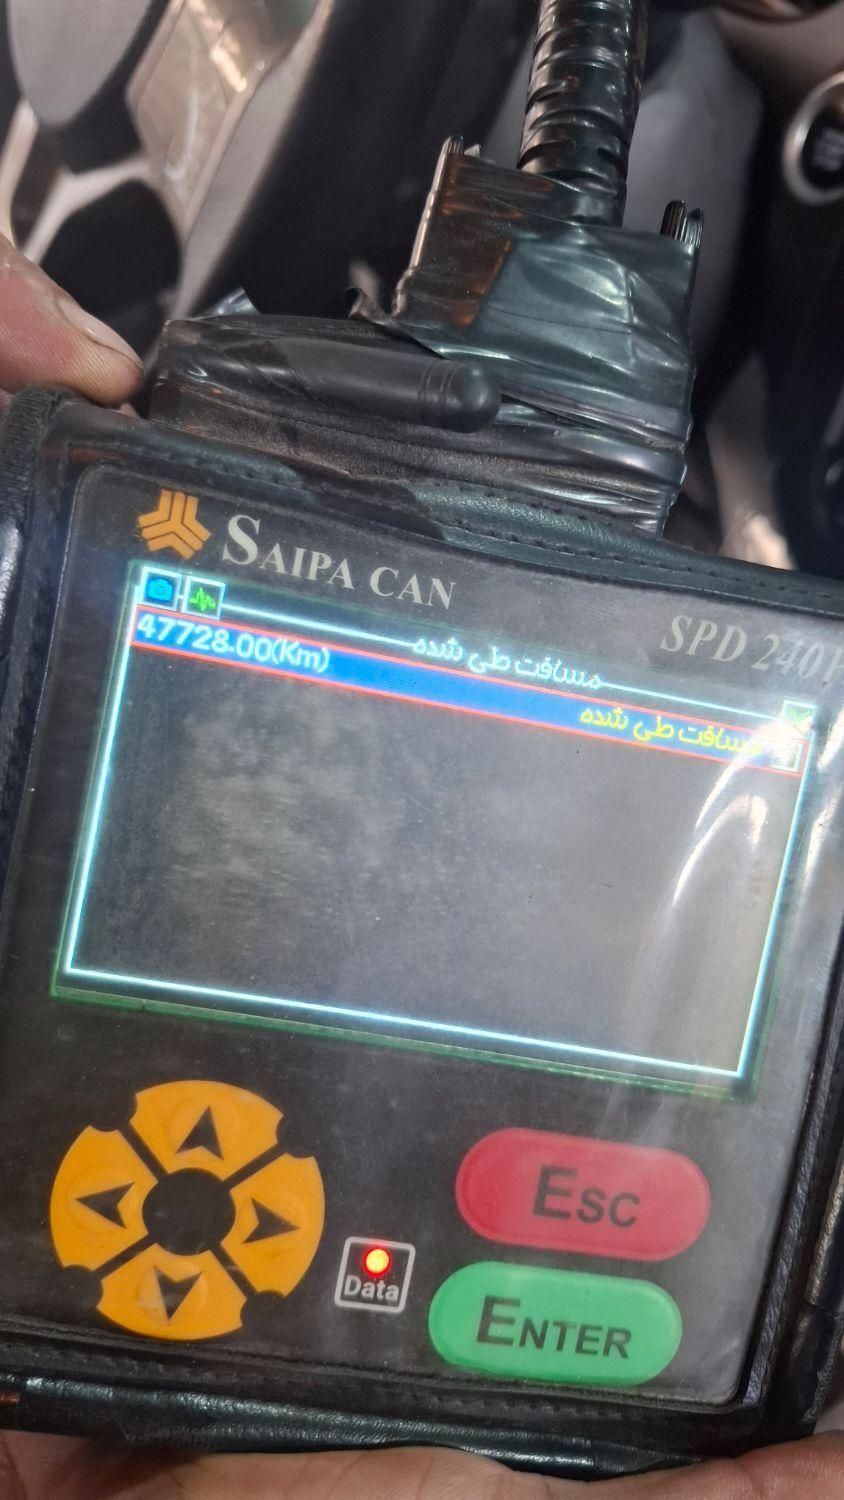 SAIPA CAN
SPD 240
مسافت طی شده
47728.00(Km)
مسافت طی شده
ESC
Data
ENTER